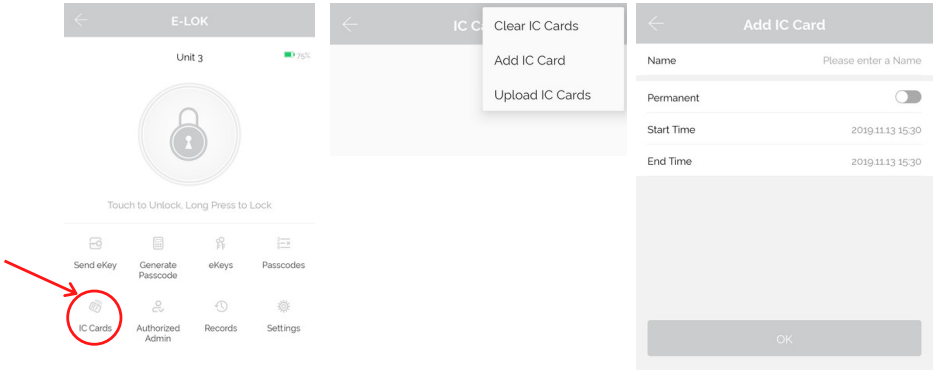 E-LOK
Unit 3
75%
1
Touch to Unlock, Long Press to Lock
Send eKey
Generate
Passcode
eKeys
Passcodes
IC Cards
Authorized
Admin
Records
Settings
IC Ca
Clear IC Cards
Add IC Card
Upload IC Cards
Add IC Card
Name Please enter a Name
Permanent
Start Time 2019.11.13 15:30
End Time 2019.11.13 15:30
OK